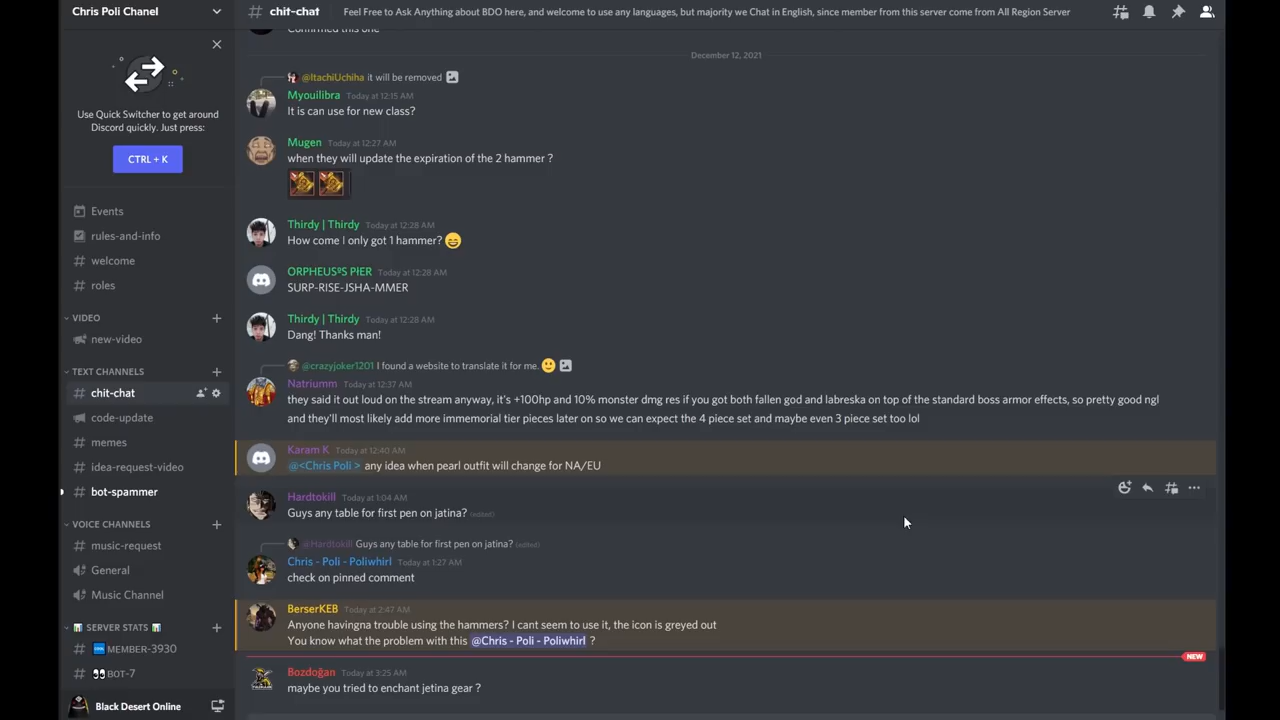 Chris Poli Chanel
chit-chat
Feel Free to Ask Anything about BDO here, and welcome to use any languages, but majority we Chat in English, since member from this server come from All Region Server
Use Quick Switcher to get around
Discord quickly. Just press:
CTRL + K
Events
rules-and-info
welcome
roles
VIDEO
new-video
TEXT CHANNELS
chit-chat
code-update
memes
idea-request-video
bot-spammer
VOICE CHANNELS
music-request
General
Music Channel
SERVER STATS
MEMBER-3930
BOT-7
Black Desert Online
Confirmed this one
December 12, 2021
@ItachiUchiha it will be removed
Myouilibra Today at 12:15 AM
It is can use for new class?
Mugen Today at 12:27 AM
when they will update the expiration of the 2 hammer ?
Thirdy | Thirdy Today at 12:28 AM
How come I only got 1 hammer? 😄
ORPHEUSºS PIER Today at 12:28 AM
SURP-RISE-JSHA-MMER
Thirdy | Thirdy Today at 12:28 AM
Dang! Thanks man!
@crazyjoker1201 I found a website to translate it for me. 🙂
Natriumm Today at 12:37 AM
they said it out loud on the stream anyway, it's +100hp and 10% monster dmg res if you got both fallen god and labreska on top of the standard boss armor effects, so pretty good ngl
and they'll most likely add more immemorial tier pieces later on so we can expect the 4 piece set and maybe even 3 piece set too lol
Karam K Today at 12:40 AM
@<Chris Poli > any idea when pearl outfit will change for NA/EU
Hardtokill Today at 1:04 AM
Guys any table for first pen on jatina? (edited)
@Hardtokill Guys any table for first pen on jatina? (edited)
Chris - Poli - Poliwhirl Today at 1:27 AM
check on pinned comment
BerserKEB Today at 2:47 AM
Anyone havingna trouble using the hammers? I cant seem to use it, the icon is greyed out
You know what the problem with this @Chris - Poli - Poliwhirl ?
NEW
Bozdoğan Today at 3:25 AM
maybe you tried to enchant jetina gear ?